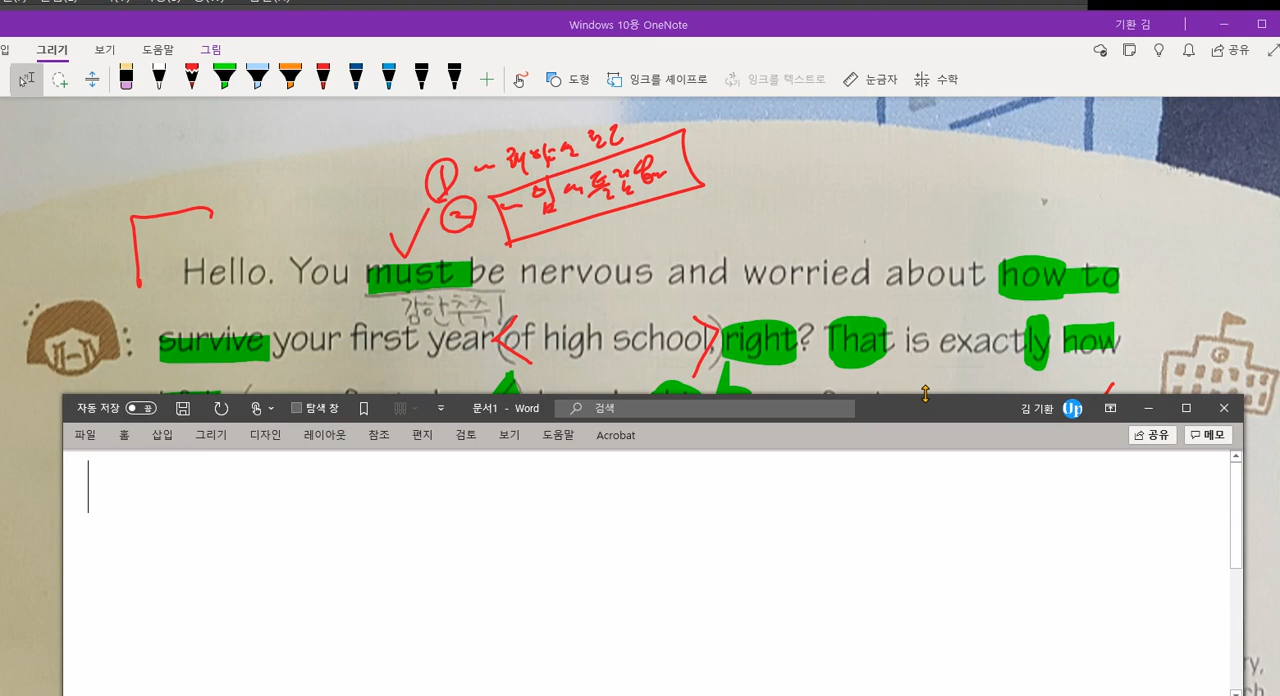 Windows 10용 OneNote
기환 김
입 그리기 보기 도움말 그림
도형 잉크를 셰이프로 잉크를 텍스트로 눈금자 수학
① ~ 해야
② ~임에 틀림없
Hello. You must be nervous and worried about how to
강한추측!
survive your first year (of high school,) right? That is exactly how
자동 저장 끔 탐색 창 문서1 - Word 검색 김 기환 Up
파일 홈 삽입 그리기 디자인 레이아웃 참조 편지 검토 보기 도움말 Acrobat 공유 메모